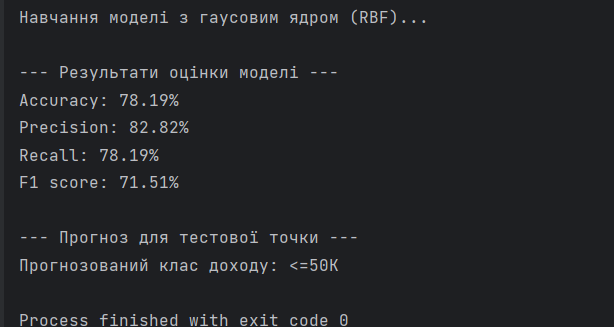 Навчання моделі з гаусовим ядром (RBF)...
--- Результати оцінки моделі ---
Accuracy: 78.19%
Precision: 82.82%
Recall: 78.19%
F1 score: 71.51%
--- Прогноз для тестової точки ---
Прогнозований клас доходу: <=50K
Process finished with exit code 0